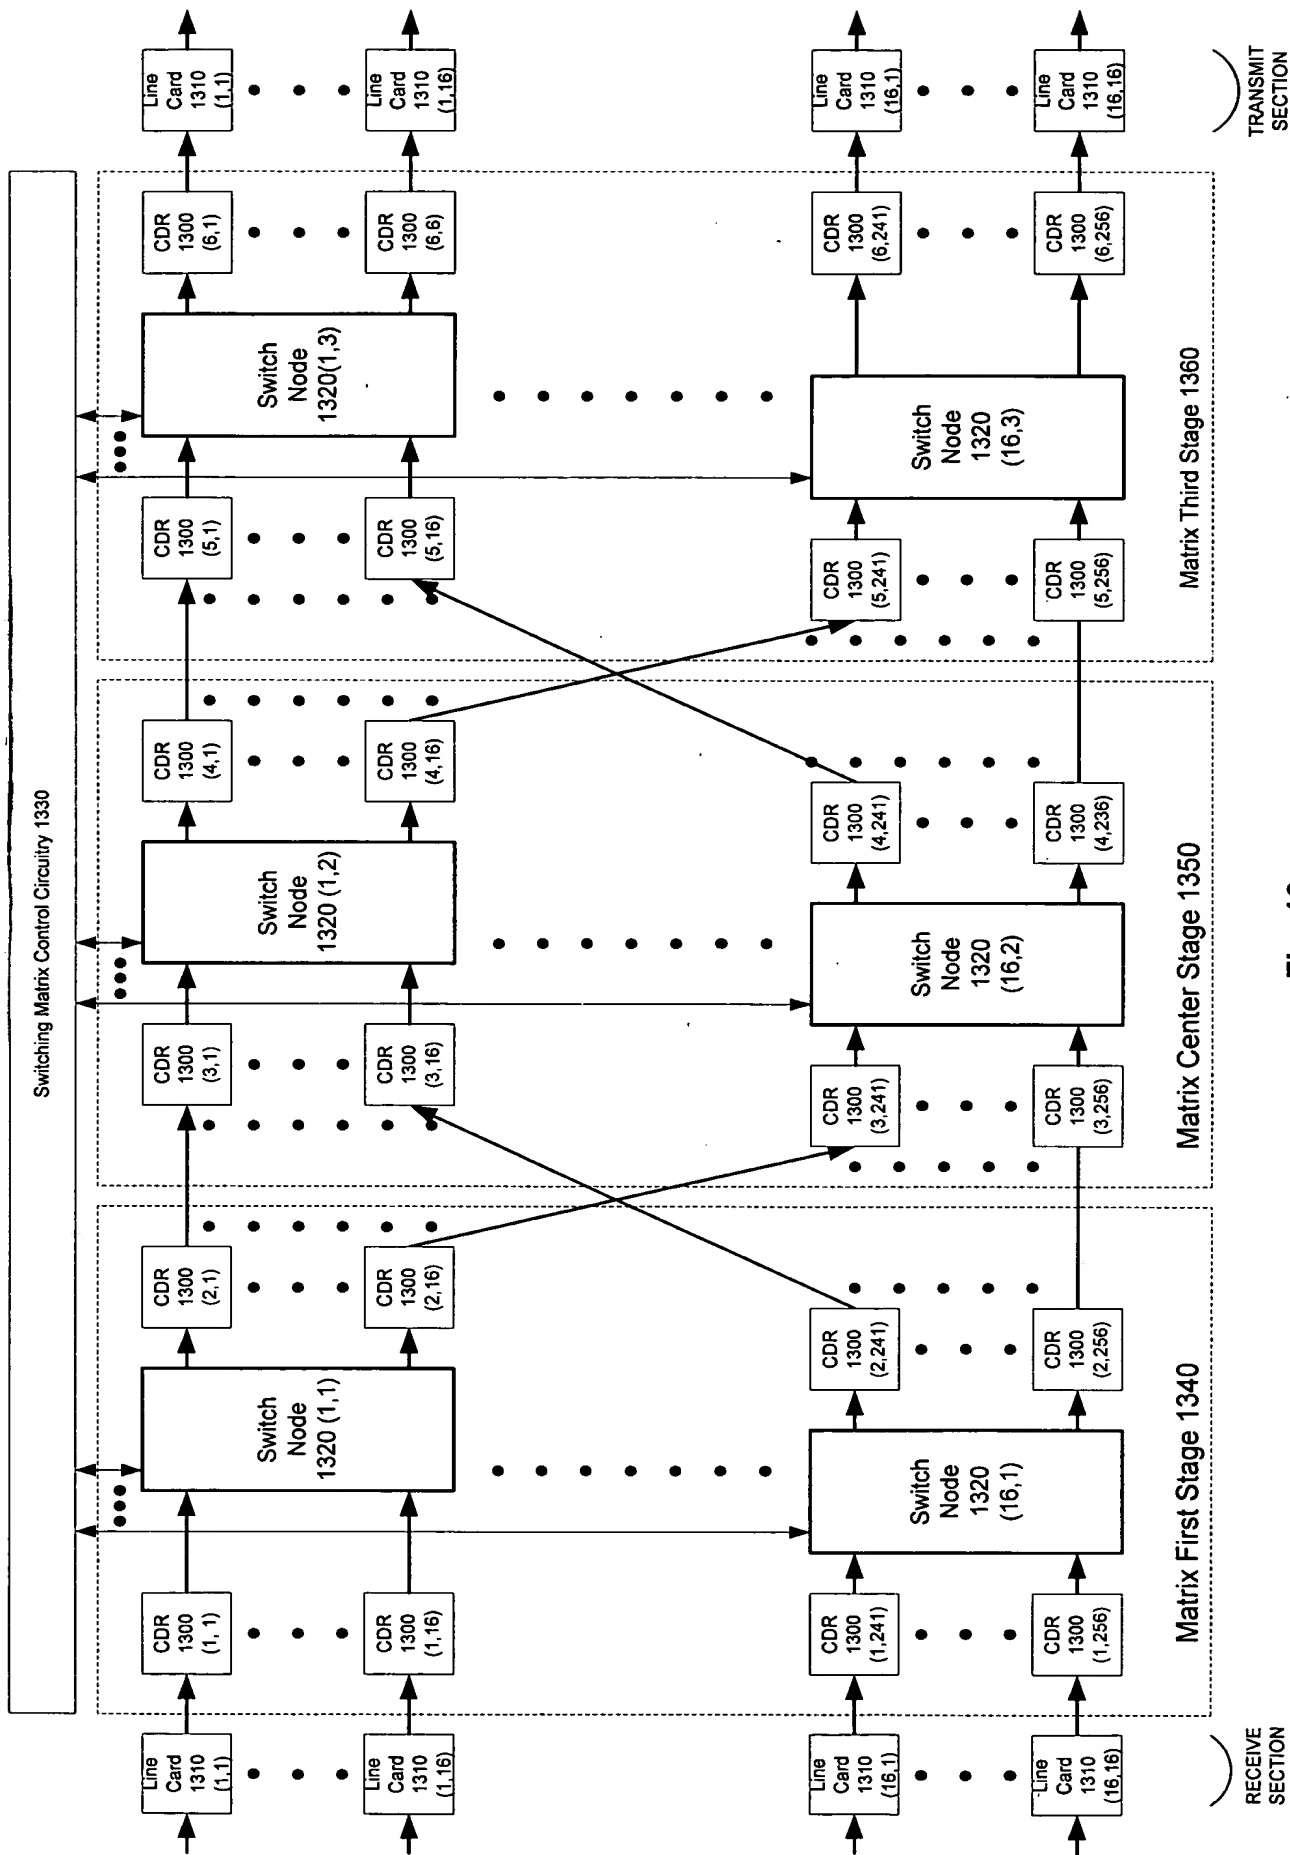 Switching Matrix Control Circuitry 1330
Line
Card
1310
(1,1)
Line
Card
1310
(1,16)
Line
Card
1310
(16,1)
Line
Card
1310
(16,16)
RECEIVE
SECTION
CDR
1300
(1, 1)
CDR
1300
(1,16)
CDR
1300
(1,241)
CDR
1300
(1,256)
Switch
Node
1320 (1,1)
Switch
Node
1320
(16,1)
CDR
1300
(2,1)
CDR
1300
(2,16)
CDR
1300
(2,241)
CDR
1300
(2,256)
Matrix First Stage 1340
CDR
1300
(3,1)
CDR
1300
(3,16)
CDR
1300
(3,241)
CDR
1300
(3,256)
Switch
Node
1320 (1,2)
Switch
Node
1320
(16,2)
CDR
1300
(4,1)
CDR
1300
(4,16)
CDR
1300
(4,241)
CDR
1300
(4,236)
Matrix Center Stage 1350
CDR
1300
(5,1)
CDR
1300
(5,16)
CDR
1300
(5,241)
CDR
1300
(5,256)
Switch
Node
1320(1,3)
Switch
Node
1320
(16,3)
CDR
1300
(6,1)
CDR
1300
(6,6)
CDR
1300
(6,241)
CDR
1300
(6,256)
Matrix Third Stage 1360
Line
Card
1310
(1,1)
Line
Card
1310
(1,16)
Line
Card
1310
(16,1)
Line
Card
1310
(16,16)
TRANSMIT
SECTION